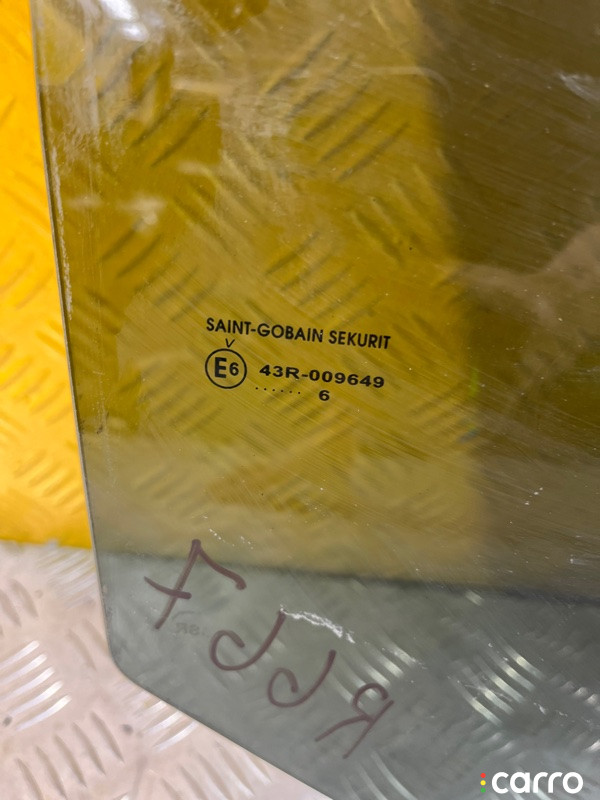 SAINT-GOBAIN SEKURIT
V
E6 43R-009649
...... 6
carro